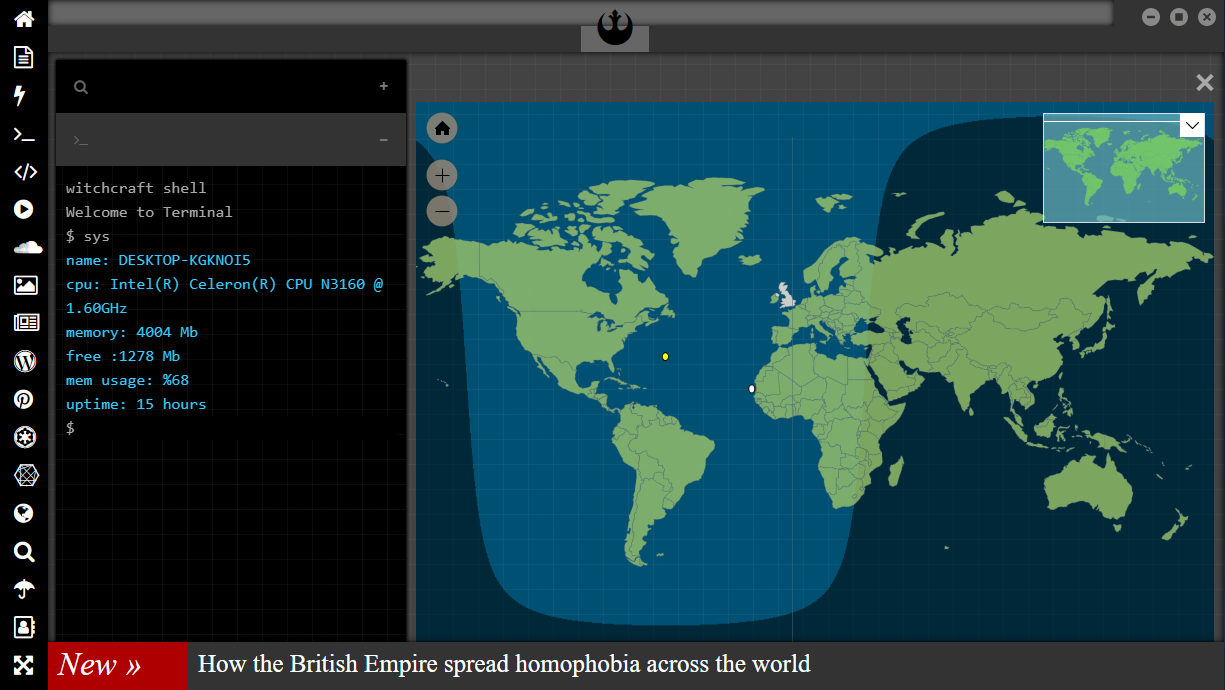 witchcraft shell
Welcome to Terminal
$ sys
name: DESKTOP-KGKNOI5
cpu: Intel(R) Celeron(R) CPU N3160 @
1.60GHz
memory: 4004 Mb
free :1278 Mb
mem usage: %68
uptime: 15 hours
$
New »
How the British Empire spread homophobia across the world